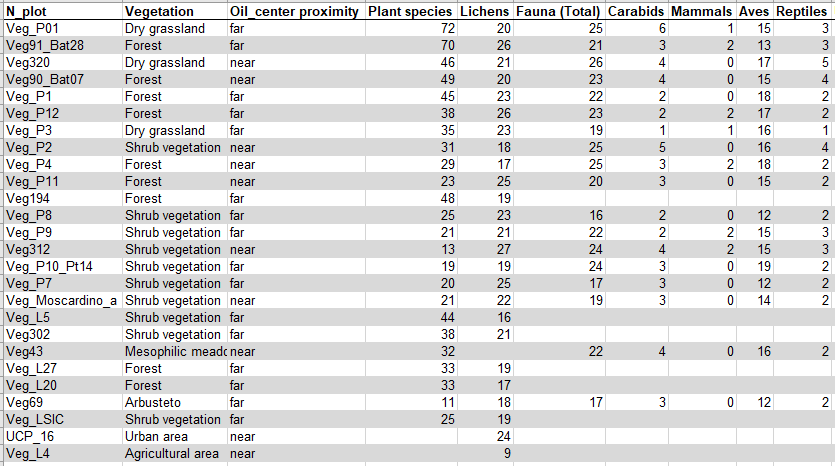 N_plot Vegetation Oil_center proximity Plant species Lichens Fauna (Total) Carabids Mammals Aves Reptiles
Veg_P01 Dry grassland far 72 20 25 6 1 15 3
Veg91_Bat28 Forest far 70 26 21 3 2 13 3
Veg320 Dry grassland near 46 21 26 4 0 17 5
Veg90_Bat07 Forest near 49 20 23 4 0 15 4
Veg_P1 Forest far 45 23 22 2 0 18 2
Veg_P12 Forest far 38 26 23 2 2 17 2
Veg_P3 Dry grassland far 35 23 19 1 1 16 1
Veg_P2 Shrub vegetation near 31 18 25 5 0 16 4
Veg_P4 Forest near 29 17 25 3 2 18 2
Veg_P11 Forest near 23 25 20 3 0 15 2
Veg194 Forest far 48 19
Veg_P8 Shrub vegetation far 25 23 16 2 0 12 2
Veg_P9 Shrub vegetation far 21 21 22 2 2 15 3
Veg312 Shrub vegetation near 13 27 24 4 2 15 3
Veg_P10_Pt14 Shrub vegetation far 19 19 24 3 0 19 2
Veg_P7 Shrub vegetation far 20 25 17 3 0 12 2
Veg_Moscardino_a Shrub vegetation near 21 22 19 3 0 14 2
Veg_L5 Shrub vegetation far 44 16
Veg302 Shrub vegetation far 38 21
Veg43 Mesophilic meado near 32 22 4 0 16 2
Veg_L27 Forest far 33 19
Veg_L20 Forest far 33 17
Veg69 Arbusteto far 11 18 17 3 0 12 2
Veg_LSIC Shrub vegetation far 25 19
UCP_16 Urban area near 24
Veg_L4 Agricultural area near 9